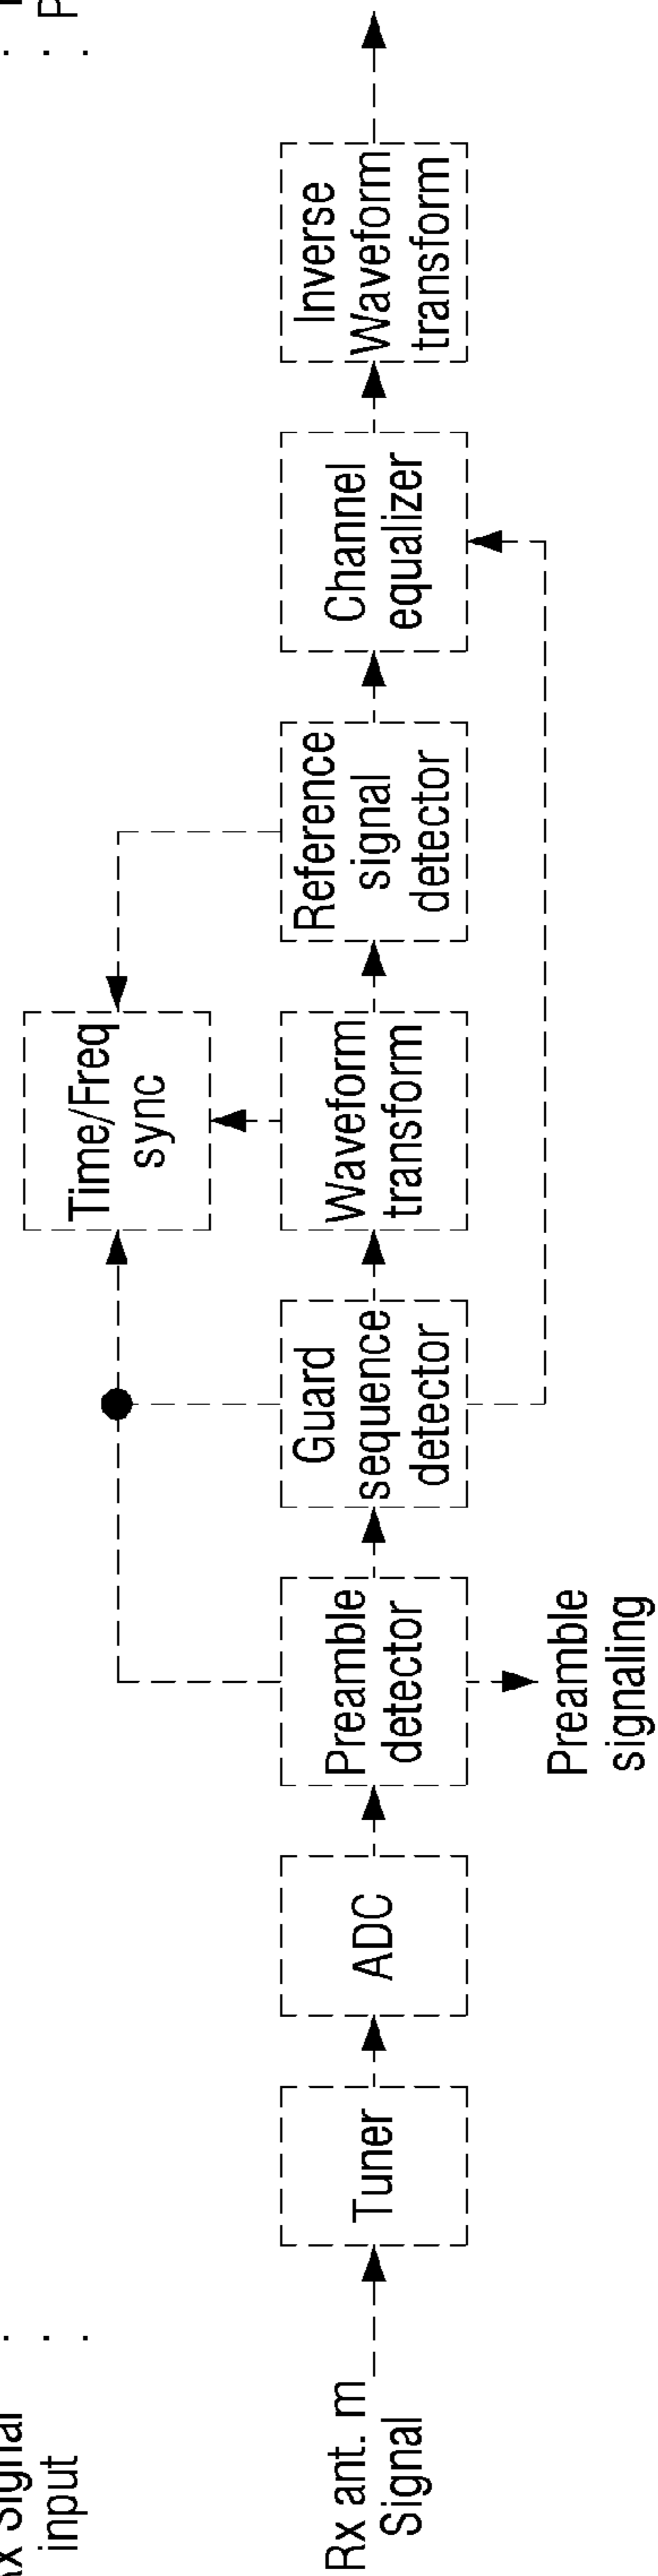 input
Time/Freq
sync
Rx ant. m
Signal
Tuner
ADC
Preamble
detector
Guard
sequence
detector
Waveform
transform
Reference
signal
detector
Channel
equalizer
Inverse
Waveform
transform
Preamble
signaling